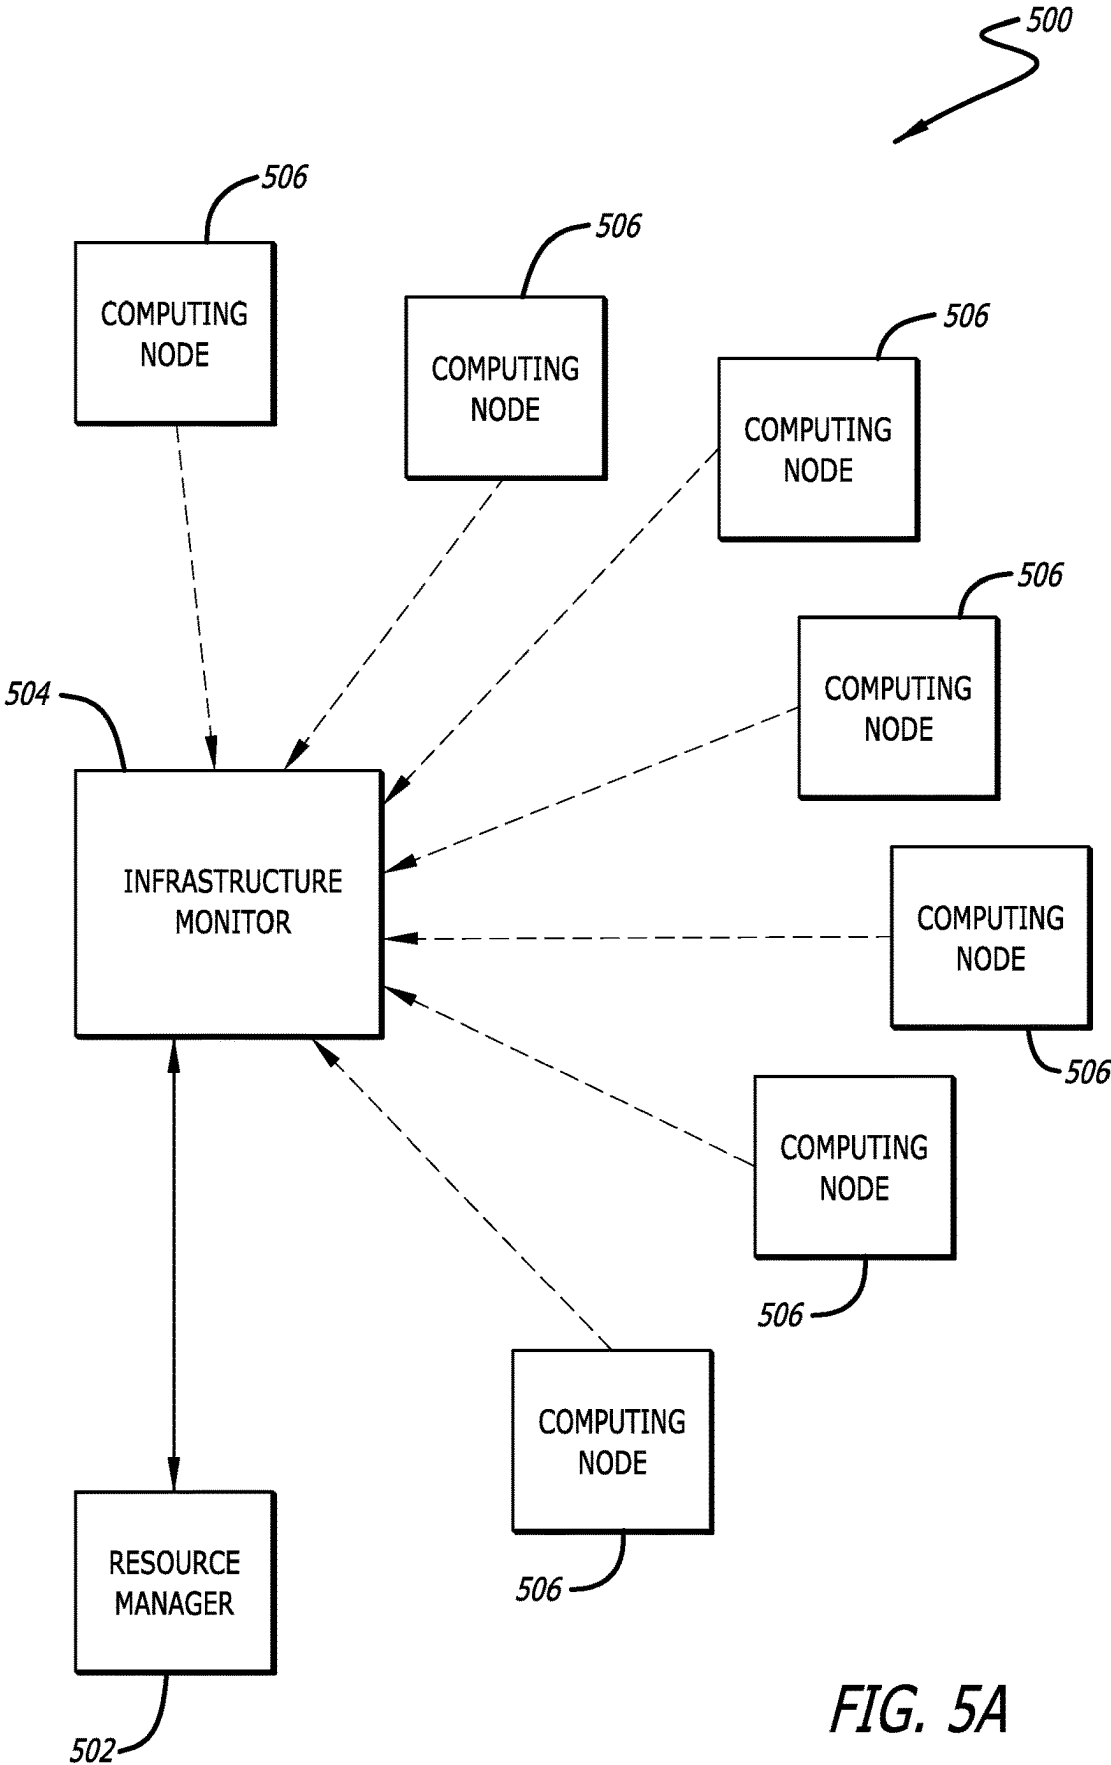 500
506
COMPUTING
NODE
506
COMPUTING
NODE
506
COMPUTING
NODE
506
COMPUTING
NODE
504
INFRASTRUCTURE
MONITOR
COMPUTING
NODE
506
COMPUTING
NODE
506
COMPUTING
NODE
506
RESOURCE
MANAGER
502
FIG. 5A